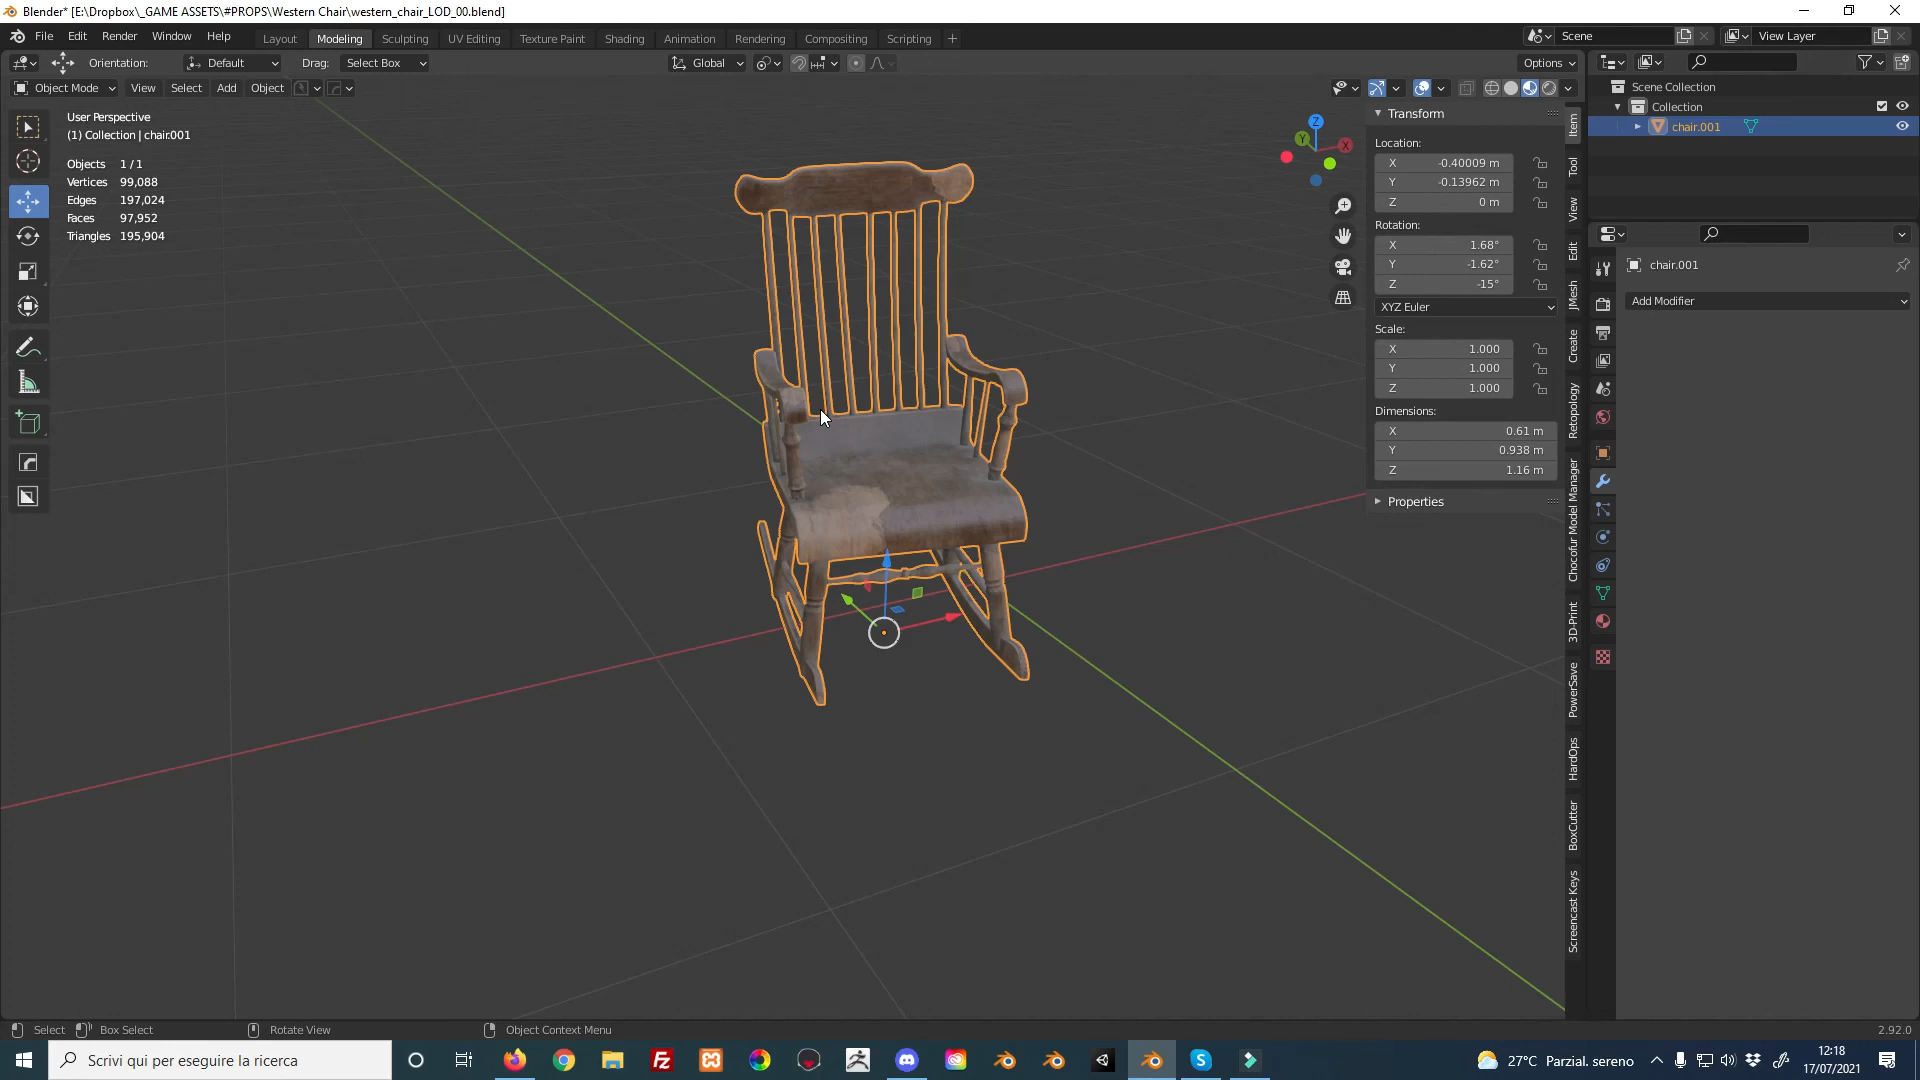 Blender* [E:\Dropbox\_GAME ASSETS\#PROPS\Western Chair\western_chair_LOD_00.blend]
File Edit Render Window Help Layout Modeling Sculpting UV Editing Texture Paint Shading Animation Rendering Compositing Scripting + Scene View Layer
Orientation: Default Drag: Select Box Global Options
Object Mode View Select Add Object
User Perspective
(1) Collection | chair.001
Objects 1 / 1
Vertices 99,088
Edges 197,024
Faces 97,952
Triangles 195,904
Z
Y
X
Transform
Location:
X -0.40009 m
Y -0.13962 m
Z 0 m
Rotation:
X 1.68°
Y -1.62°
Z -15°
XYZ Euler
Scale:
X 1.000
Y 1.000
Z 1.000
Dimensions:
X 0.61 m
Y 0.938 m
Z 1.16 m
Properties
Item
Tool
View
Edit
JMesh
Create
Retopology
Chocofur Model Manager
3D-Print
PowerSave
HardOps
BoxCutter
Screencast Keys
Scene Collection
Collection
chair.001
chair.001
Add Modifier
Select Box Select Rotate View Object Context Menu 2.92.0
Scrivi qui per eseguire la ricerca
27°C Parzial. sereno
12:18
17/07/2021